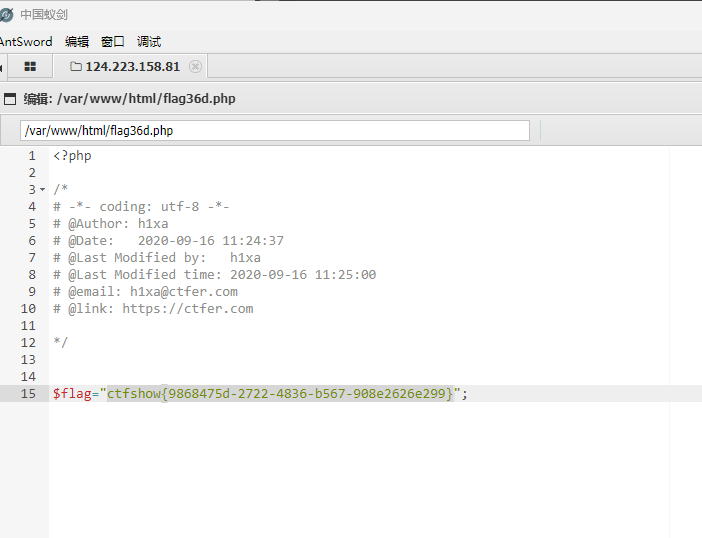 中国蚁剑
AntSword 编辑 窗口 调试
124.223.158.81
编辑: /var/www/html/flag36d.php
/var/www/html/flag36d.php
1 <?php
2
3 /*
4 # -*- coding: utf-8 -*-
5 # @Author: h1xa
6 # @Date:   2020-09-16 11:24:37
7 # @Last Modified by:   h1xa
8 # @Last Modified time: 2020-09-16 11:25:00
9 # @email: h1xa@ctfer.com
10 # @link: https://ctfer.com
11
12 */
13
14
15 $flag="ctfshow{9868475d-2722-4836-b567-908e2626e299}";